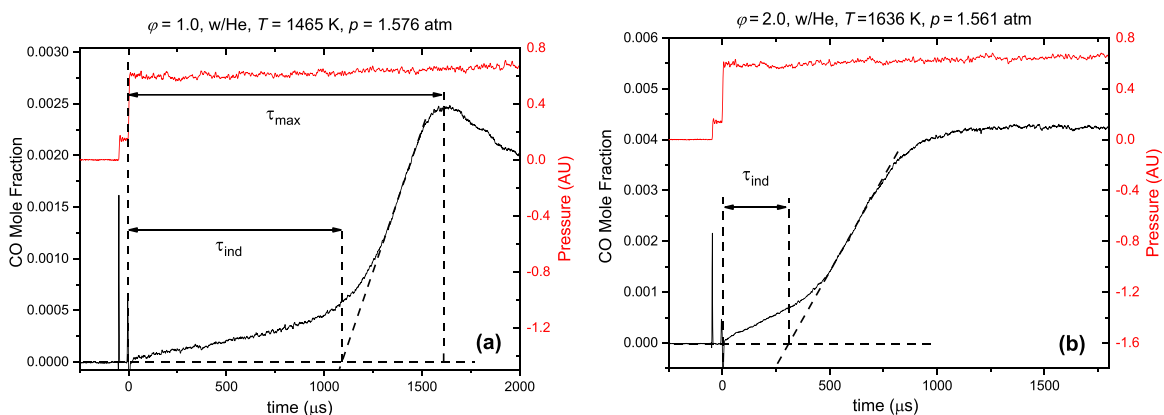 φ = 1.0, w/He, T = 1465 K, p = 1.576 atm
0.0030
0.0025
0.0020
0.0015
0.0010
0.0005
0.0000
CO Mole Fraction
τmax
τind
(a)
0.8
0.4
0.0
-0.4
-0.8
-1.2
Pressure (AU)
0
500
1000
1500
2000
time (μs)
φ = 2.0, w/He, T =1636 K, p = 1.561 atm
0.006
0.005
0.004
0.003
0.002
0.001
0.000
CO Mole Fraction
τind
(b)
0.8
0.4
0.0
-0.4
-0.8
-1.2
-1.6
Pressure (AU)
0
500
1000
1500
time (μs)